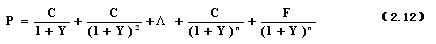 P = C/(1 + Y) + C/(1 + Y)² + Λ + C/(1 + Y)ⁿ + F/(1 + Y)ⁿ （2.12）